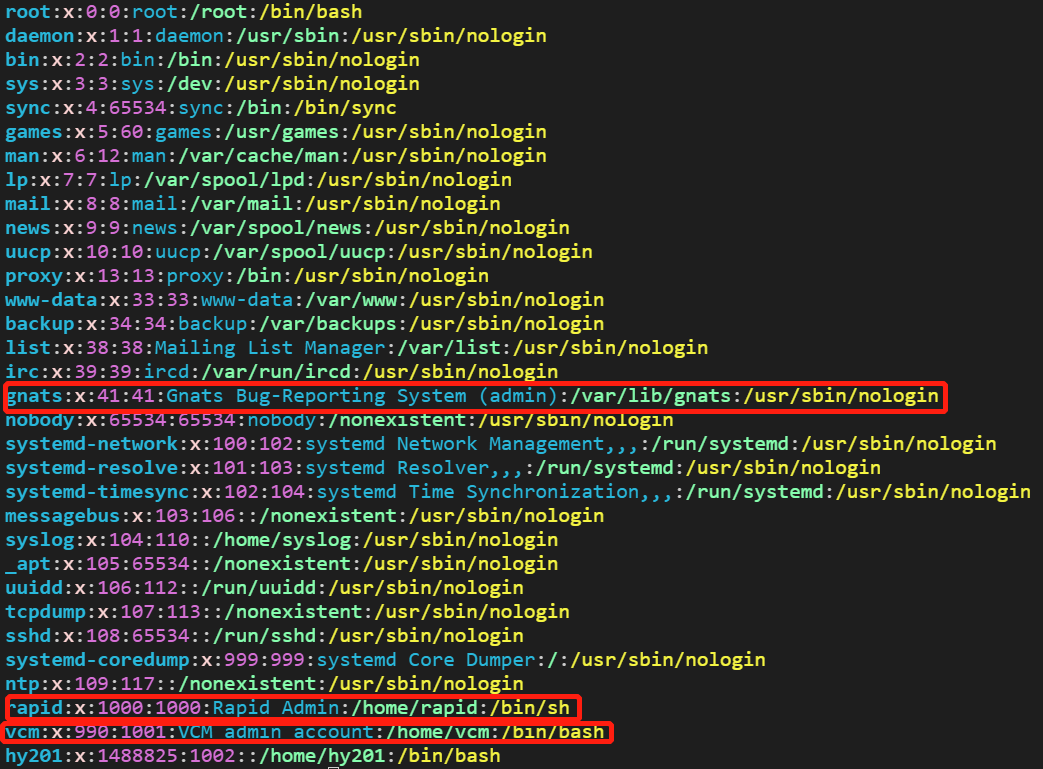 root:x:0:0:root:/root:/bin/bash
daemon:x:1:1:daemon:/usr/sbin:/usr/sbin/nologin
bin:x:2:2:bin:/bin:/usr/sbin/nologin
sys:x:3:3:sys:/dev:/usr/sbin/nologin
sync:x:4:65534:sync:/bin:/bin/sync
games:x:5:60:games:/usr/games:/usr/sbin/nologin
man:x:6:12:man:/var/cache/man:/usr/sbin/nologin
lp:x:7:7:lp:/var/spool/lpd:/usr/sbin/nologin
mail:x:8:8:mail:/var/mail:/usr/sbin/nologin
news:x:9:9:news:/var/spool/news:/usr/sbin/nologin
uucp:x:10:10:uucp:/var/spool/uucp:/usr/sbin/nologin
proxy:x:13:13:proxy:/bin:/usr/sbin/nologin
www-data:x:33:33:www-data:/var/www:/usr/sbin/nologin
backup:x:34:34:backup:/var/backups:/usr/sbin/nologin
list:x:38:38:Mailing List Manager:/var/list:/usr/sbin/nologin
irc:x:39:39:ircd:/var/run/ircd:/usr/sbin/nologin
gnats:x:41:41:Gnats Bug-Reporting System (admin):/var/lib/gnats:/usr/sbin/nologin
nobody:x:65534:65534:nobody:/nonexistent:/usr/sbin/nologin
systemd-network:x:100:102:systemd Network Management,,,:/run/systemd:/usr/sbin/nologin
systemd-resolve:x:101:103:systemd Resolver,,,:/run/systemd:/usr/sbin/nologin
systemd-timesync:x:102:104:systemd Time Synchronization,,,:/run/systemd:/usr/sbin/nologin
messagebus:x:103:106::/nonexistent:/usr/sbin/nologin
syslog:x:104:110::/home/syslog:/usr/sbin/nologin
_apt:x:105:65534::/nonexistent:/usr/sbin/nologin
uuidd:x:106:112::/run/uuidd:/usr/sbin/nologin
tcpdump:x:107:113::/nonexistent:/usr/sbin/nologin
sshd:x:108:65534::/run/sshd:/usr/sbin/nologin
systemd-coredump:x:999:999:systemd Core Dumper:/:/usr/sbin/nologin
ntp:x:109:117::/nonexistent:/usr/sbin/nologin
rapid:x:1000:1000:Rapid Admin:/home/rapid:/bin/sh
vcm:x:990:1001:VCM admin account:/home/vcm:/bin/bash
hy201:x:1488825:1002::/home/hy201:/bin/bash